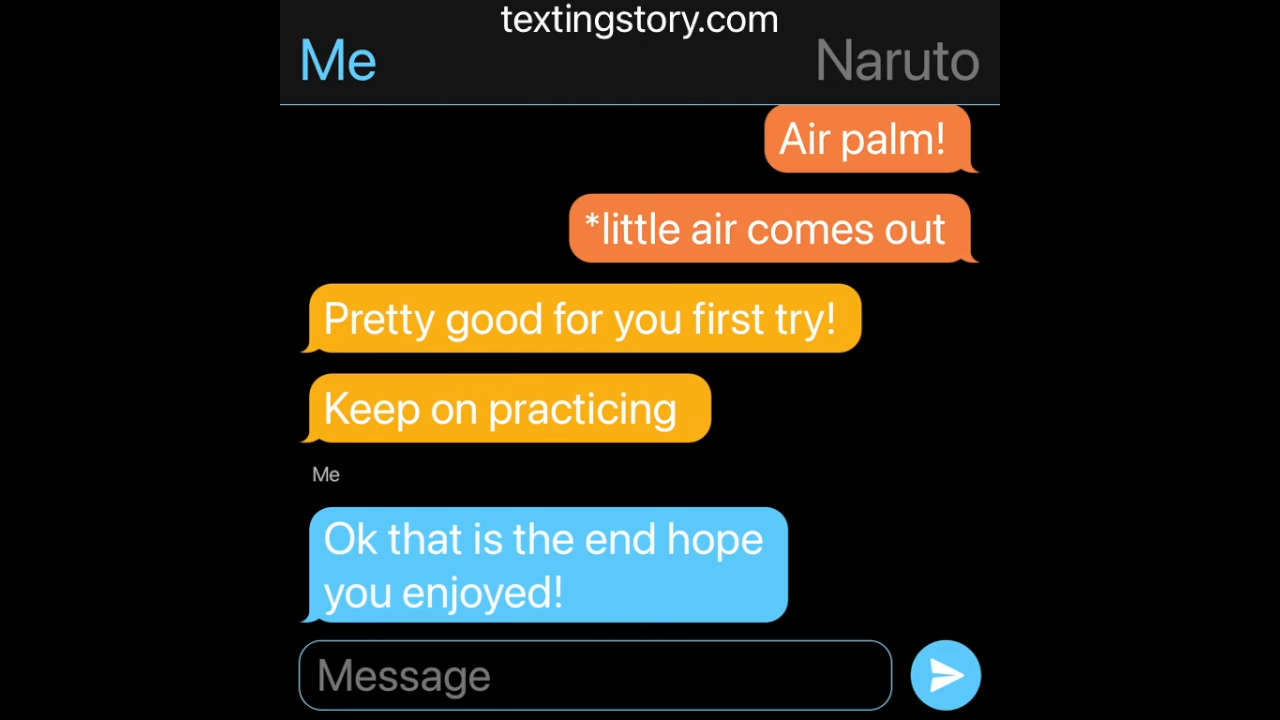 textingstory.com
Me
Naruto
Air palm!
*little air comes out
Pretty good for you first try!
Keep on practicing
Me
Ok that is the end hope
you enjoyed!
Message